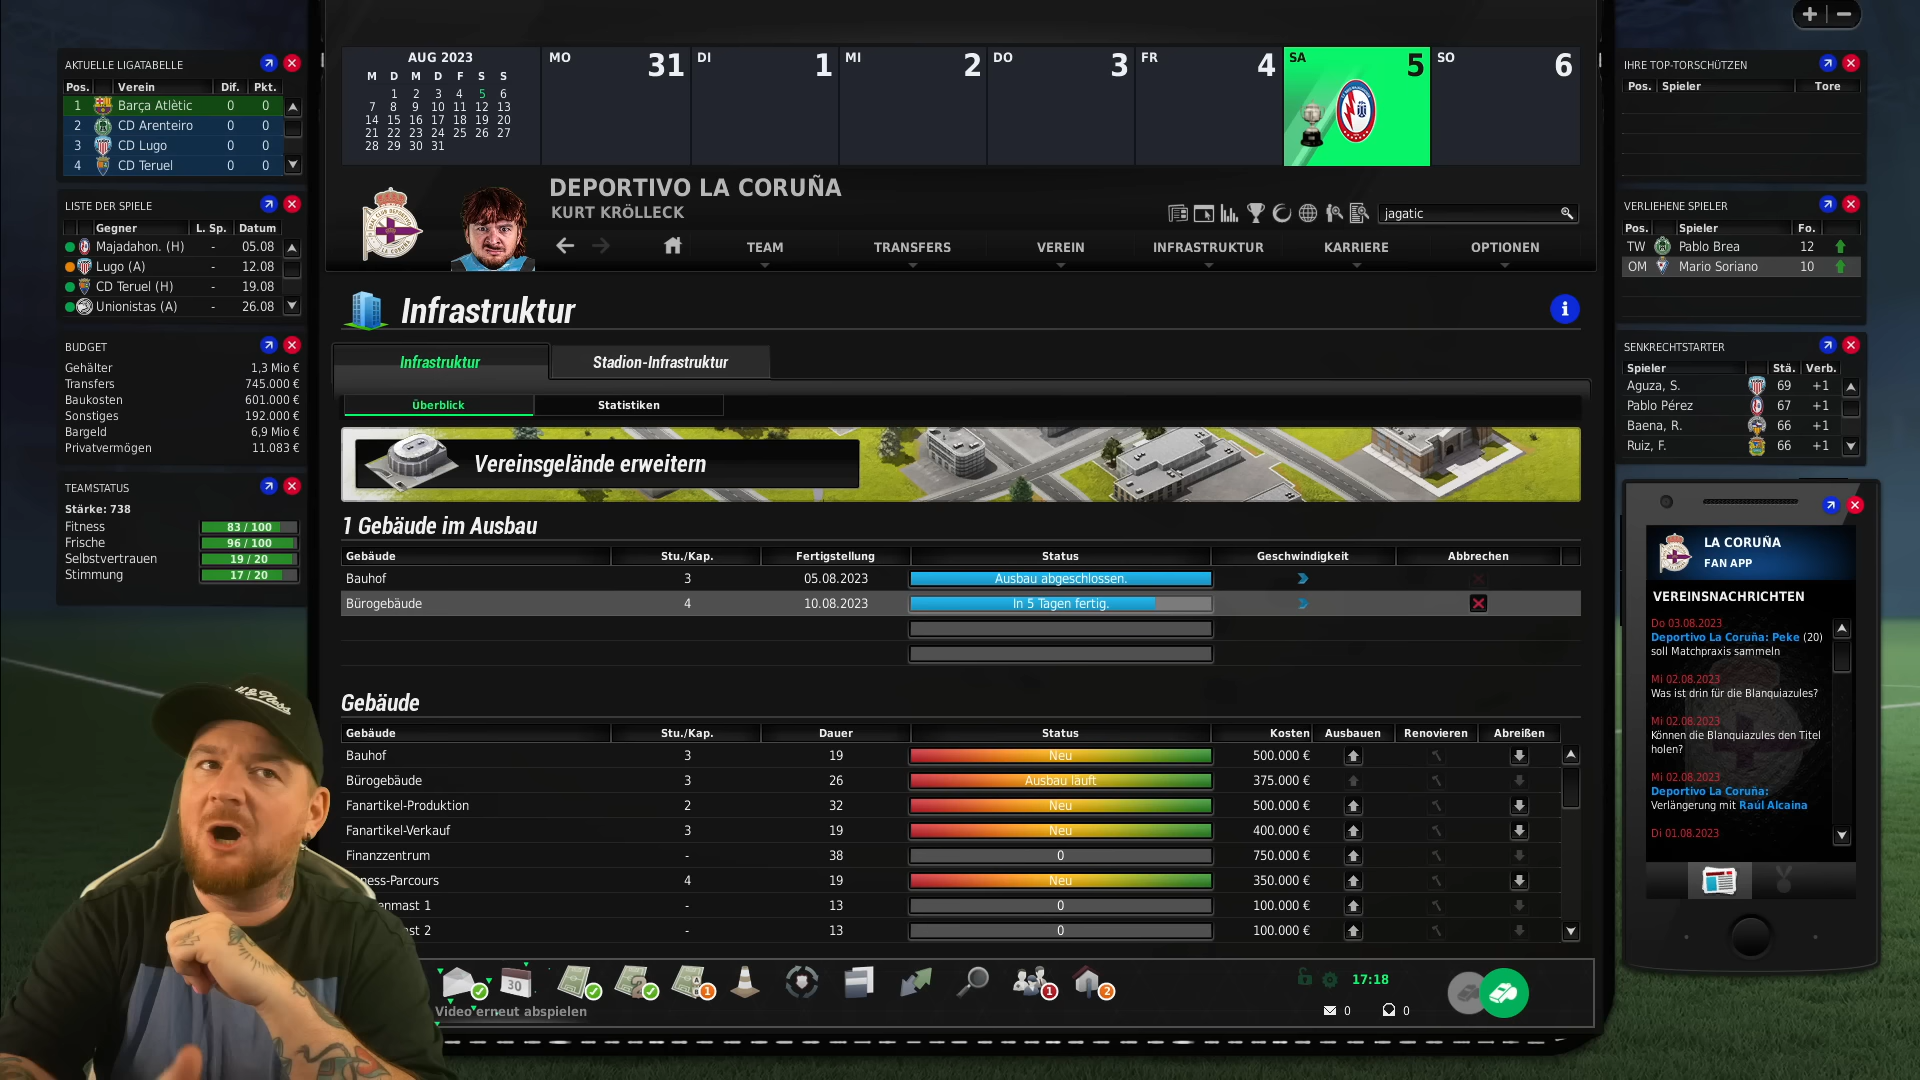 AKTUELLE LIGATABELLE
Pos. Verein Dif. Pkt.
1 Barça Atlètic 0 0
2 CD Arenteiro 0 0
3 CD Lugo 0 0
4 CD Teruel 0 0
LISTE DER SPIELE
Gegner L. Sp. Datum
Majadahon. (H) - 05.08
Lugo (A) - 12.08
CD Teruel (H) - 19.08
Unionistas (A) - 26.08
BUDGET
Gehälter 1,3 Mio €
Transfers 745.000 €
Baukosten 601.000 €
Sonstiges 192.000 €
Bargeld 6,9 Mio €
Privatvermögen 11.083 €
TEAMSTATUS
Stärke: 738
Fitness 83 / 100
Frische 96 / 100
Selbstvertrauen 19 / 20
Stimmung 17 / 20
AUG 2023
M D M D F S S
1 2 3 4 5 6
7 8 9 10 11 12 13
14 15 16 17 18 19 20
21 22 23 24 25 26 27
28 29 30 31
MO 31 DI 1 MI 2 DO 3 FR 4 SA 5 SO 6
DEPORTIVO LA CORUÑA
KURT KRÖLLECK
jagatic
TEAM TRANSFERS VEREIN INFRASTRUKTUR KARRIERE OPTIONEN
Infrastruktur
Infrastruktur Stadion-Infrastruktur
Überblick Statistiken
Vereinsgelände erweitern
1 Gebäude im Ausbau
Gebäude Stu./Kap. Fertigstellung Status Geschwindigkeit Abbrechen
Bauhof 3 05.08.2023 Ausbau abgeschlossen.
Bürogebäude 4 10.08.2023 In 5 Tagen fertig.
Gebäude
Gebäude Stu./Kap. Dauer Status Kosten Ausbauen Renovieren Abreißen
Bauhof 3 19 Neu 500.000 €
Bürogebäude 3 26 Ausbau läuft 375.000 €
Fanartikel-Produktion 2 32 Neu 500.000 €
Fanartikel-Verkauf 3 19 Neu 400.000 €
Finanzzentrum - 38 0 750.000 €
ness-Parcours 4 19 Neu 350.000 €
enmast 1 - 13 0 100.000 €
st 2 - 13 0 100.000 €
30
1
1
2
Video erneut abspielen
17:18
0 0
IHRE TOP-TORSCHÜTZEN
Pos. Spieler Tore
VERLIEHENE SPIELER
Pos. Spieler Fo.
TW Pablo Brea 12
OM Mario Soriano 10
SENKRECHTSTARTER
Spieler Stä. Verb.
Aguza, S. 69 +1
Pablo Pérez 67 +1
Baena, R. 66 +1
Ruiz, F. 66 +1
LA CORUÑA
FAN APP
VEREINSNACHRICHTEN
Do 03.08.2023
Deportivo La Coruña: Peke (20)
soll Matchpraxis sammeln
Mi 02.08.2023
Was ist drin für die Blanquiazules?
Mi 02.08.2023
Können die Blanquiazules den Titel
holen?
Mi 02.08.2023
Deportivo La Coruña:
Verlängerung mit Raúl Alcaina
Di 01.08.2023